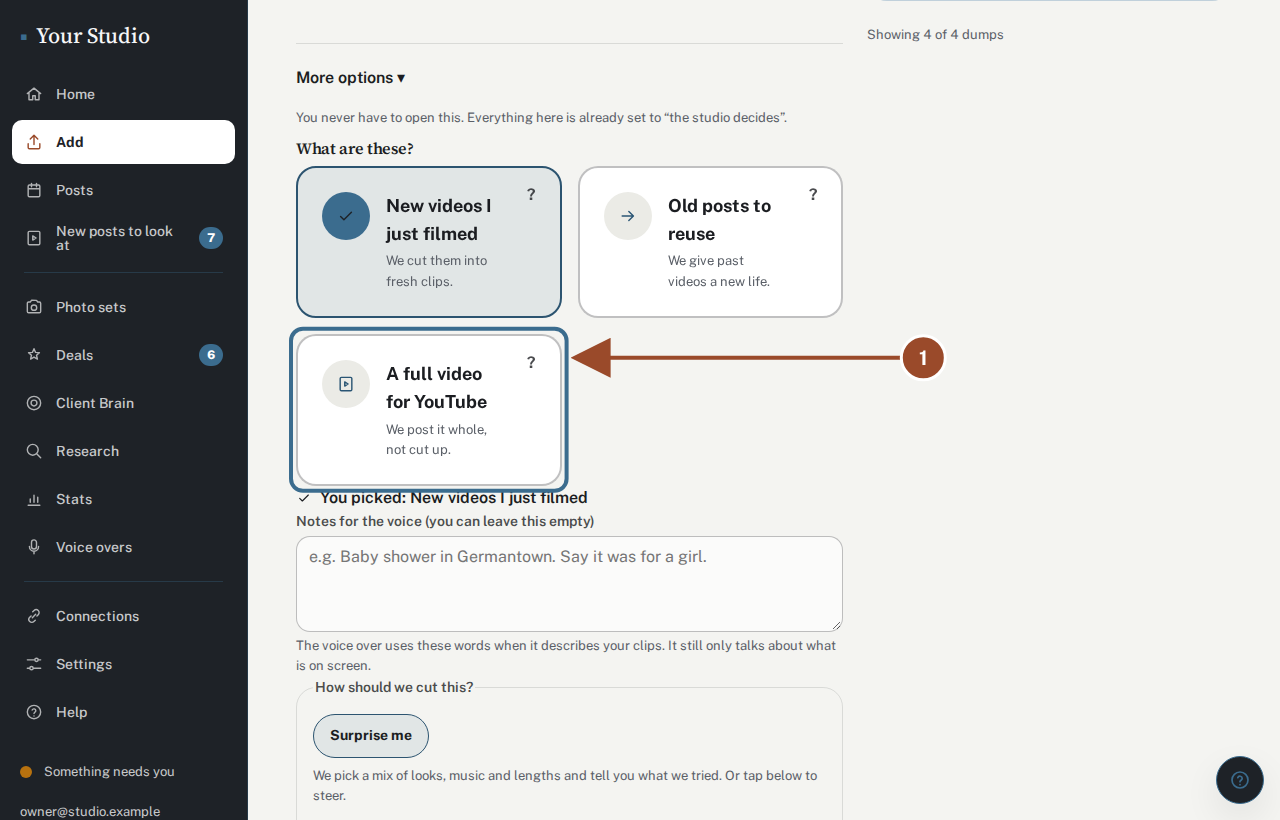 Your Studio
Home
Add
Posts
New posts to look
at
7
Photo sets
Deals
6
Client Brain
Research
Stats
Voice overs
Connections
Settings
Help
Something needs you
owner@studio.example
Showing 4 of 4 dumps
More options ▾
You never have to open this. Everything here is already set to “the studio decides”.
What are these?
New videos I
just filmed
?
We cut them into
fresh clips.
Old posts to
reuse
?
We give past
videos a new life.
A full video
for YouTube
?
We post it whole,
not cut up.
1
You picked: New videos I just filmed
Notes for the voice (you can leave this empty)
e.g. Baby shower in Germantown. Say it was for a girl.
The voice over uses these words when it describes your clips. It still only talks about what
is on screen.
How should we cut this?
Surprise me
We pick a mix of looks, music and lengths and tell you what we tried. Or tap below to
steer.